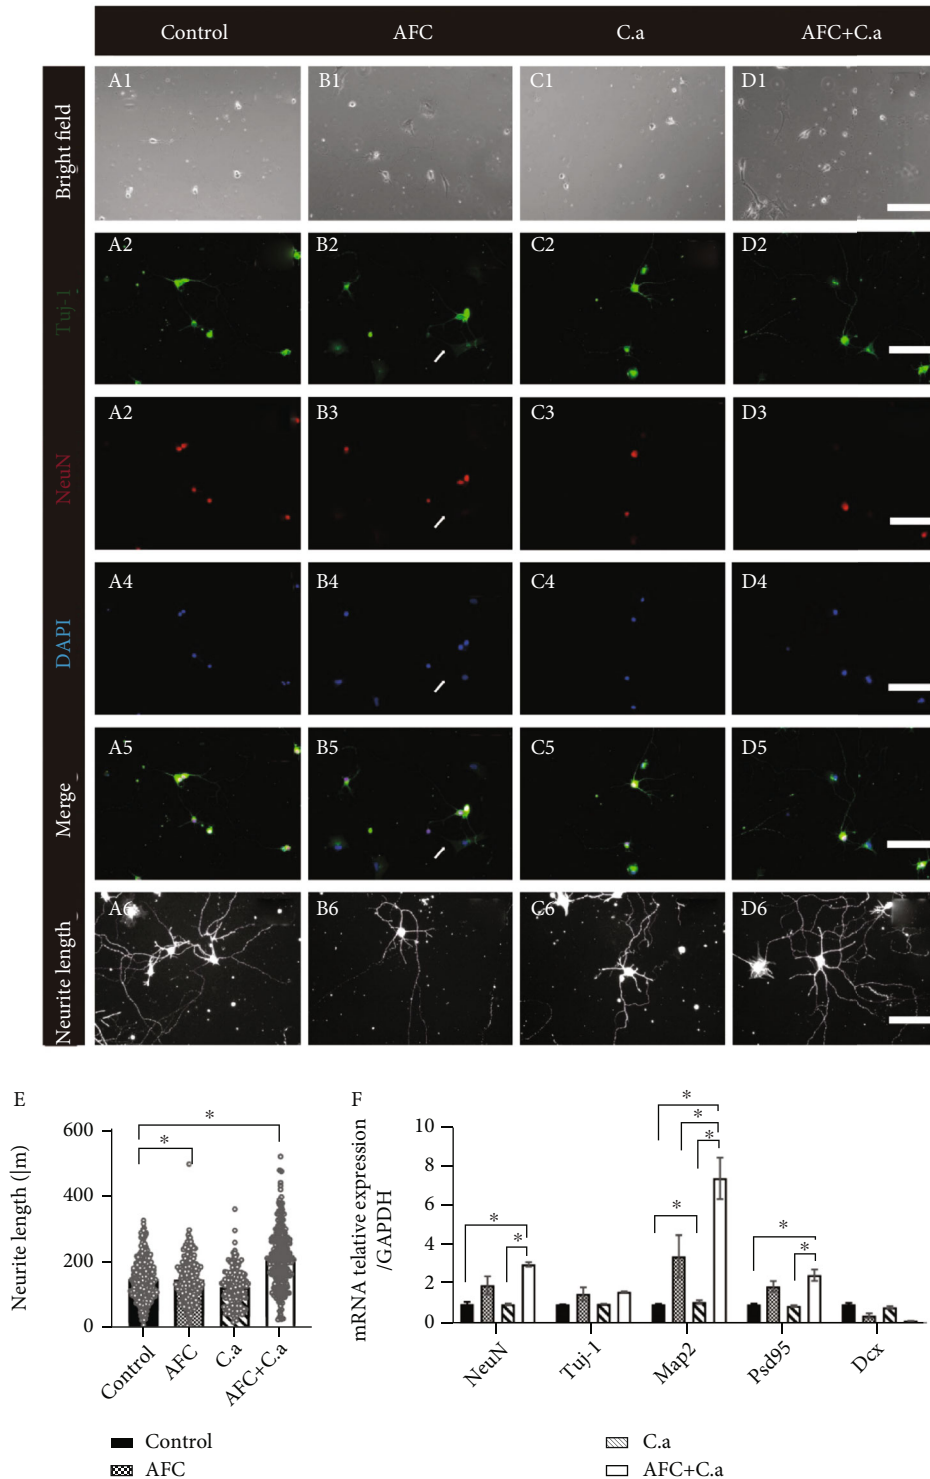 Control AFC C.a AFC+C.a
Bright field
A1 B1 C1 D1
Tuj-1
A2 B2 C2 D2
NeuN
A2 B3 C3 D3
DAPI
A4 B4 C4 D4
Merge
A5 B5 C5 D5
Neurite length
A6 B6 C6 D6
E
Neurite length (|m)
600
400
200
0
Control AFC C.a AFC+C.a
* *
F
mRNA telative expression
/GAPDH
10
8
6
4
2
0
* * * * * * * * *
NeuN Tuj-1 Map2 Psd95 Dcx
Control
AFC
C.a
AFC+C.a